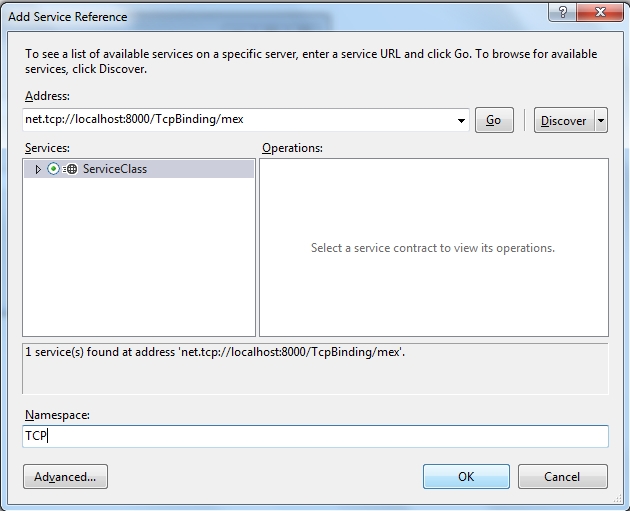 Add Service Reference
To see a list of available services on a specific server, enter a service URL and click Go. To browse for available
services, click Discover.
Address:
net.tcp://localhost:8000/TcpBinding/mex
Go
Discover
Services:
Operations:
ServiceClass
Select a service contract to view its operations.
1 service(s) found at address 'net.tcp://localhost:8000/TcpBinding/mex'.
Namespace:
TCP
Advanced...
OK
Cancel